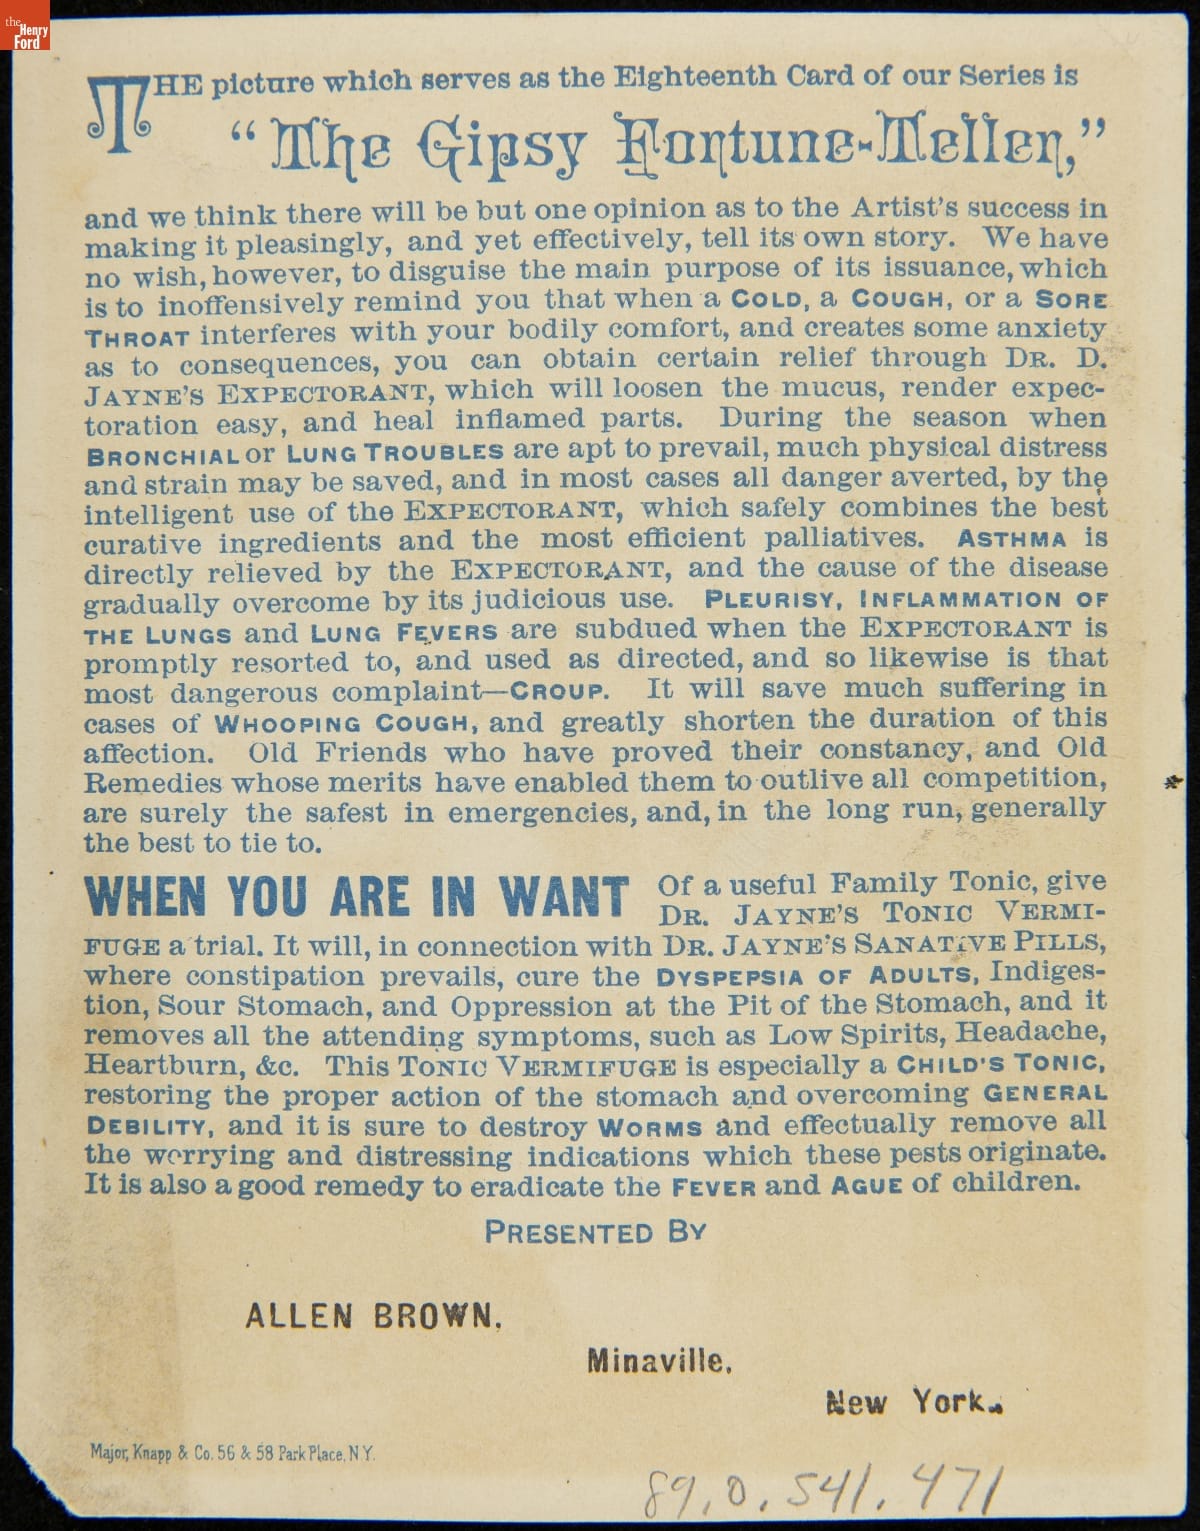 the
Henry
Ford
THE picture which serves as the Eighteenth Card of our Series is
"The Gipsy Fortune-Teller,"
and we think there will be but one opinion as to the Artist's success in
making it pleasingly, and yet effectively, tell its own story. We have
no wish, however, to disguise the main purpose of its issuance, which
is to inoffensively remind you that when a COLD, a COUGH, or a SORE
THROAT interferes with your bodily comfort, and creates some anxiety
as to consequences, you can obtain certain relief through DR. D.
JAYNE'S EXPECTORANT, which will loosen the mucus, render expec-
toration easy, and heal inflamed parts. During the season when
BRONCHIAL or LUNG TROUBLES are apt to prevail, much physical distress
and strain may be saved, and in most cases all danger averted, by the
intelligent use of the EXPECTORANT, which safely combines the best
curative ingredients and the most efficient palliatives. ASTHMA is
directly relieved by the EXPECTORANT, and the cause of the disease
gradually overcome by its judicious use. PLEURISY, INFLAMMATION OF
THE LUNGS and LUNG FEVERS are subdued when the EXPECTORANT is
promptly resorted to, and used as directed, and so likewise is that
most dangerous complaint—CROUP. It will save much suffering in
cases of WHOOPING COUGH, and greatly shorten the duration of this
affection. Old Friends who have proved their constancy, and Old
Remedies whose merits have enabled them to outlive all competition,
are surely the safest in emergencies, and, in the long run, generally
the best to tie to.
WHEN YOU ARE IN WANT Of a useful Family Tonic, give
DR. JAYNE'S TONIC VERMI-
FUGE a trial. It will, in connection with DR. JAYNE'S SANATIVE PILLS,
where constipation prevails, cure the DYSPEPSIA OF ADULTS, Indiges-
tion, Sour Stomach, and Oppression at the Pit of the Stomach, and it
removes all the attending symptoms, such as Low Spirits, Headache,
Heartburn, &c. This TONIC VERMIFUGE is especially a CHILD'S TONIC,
restoring the proper action of the stomach and overcoming GENERAL
DEBILITY, and it is sure to destroy WORMS and effectually remove all
the worrying and distressing indications which these pests originate.
It is also a good remedy to eradicate the FEVER and AGUE of children.
PRESENTED BY
ALLEN BROWN.
Minaville.
New York.
Major, Knapp & Co. 56 & 58 Park Place, N.Y.
89.0.541.471